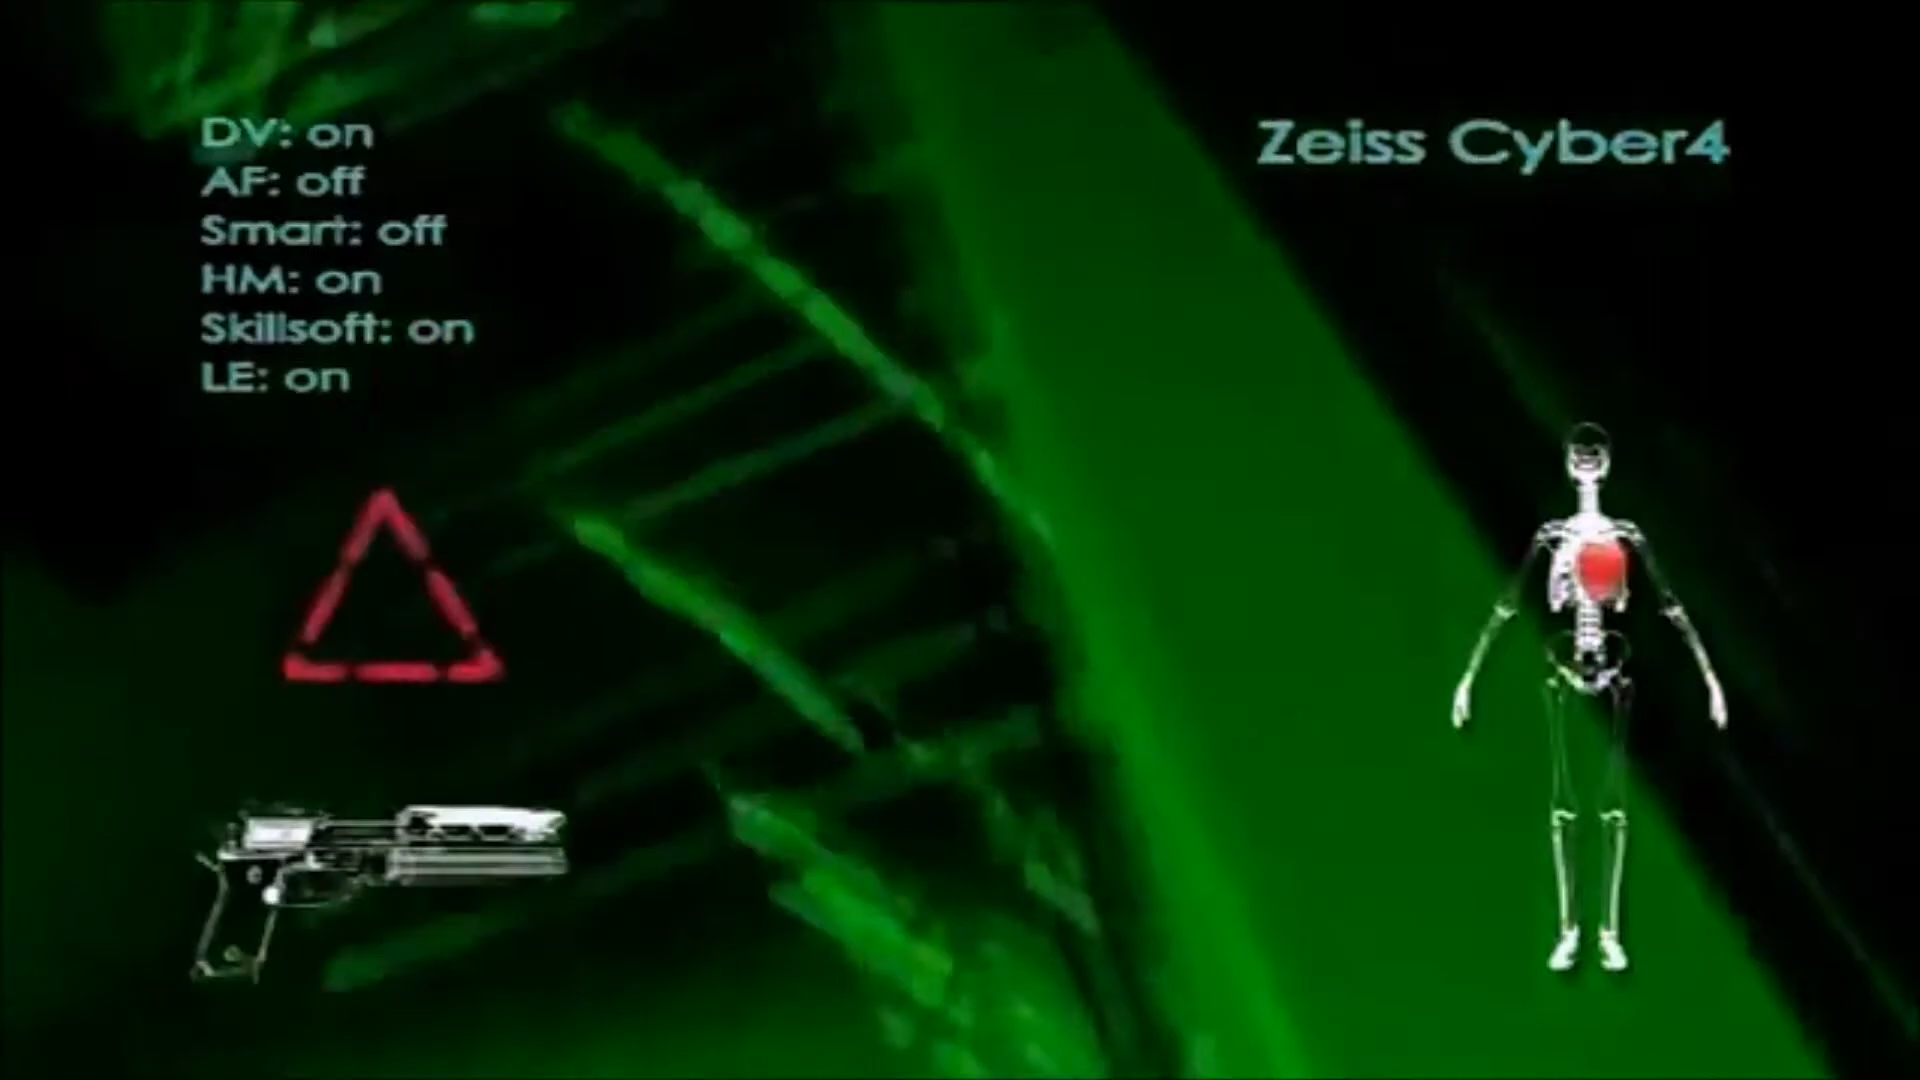 DV: on
AF: off
Smart: off
HM: on
Skillsoft: on
LE: on
Zeiss Cyber4